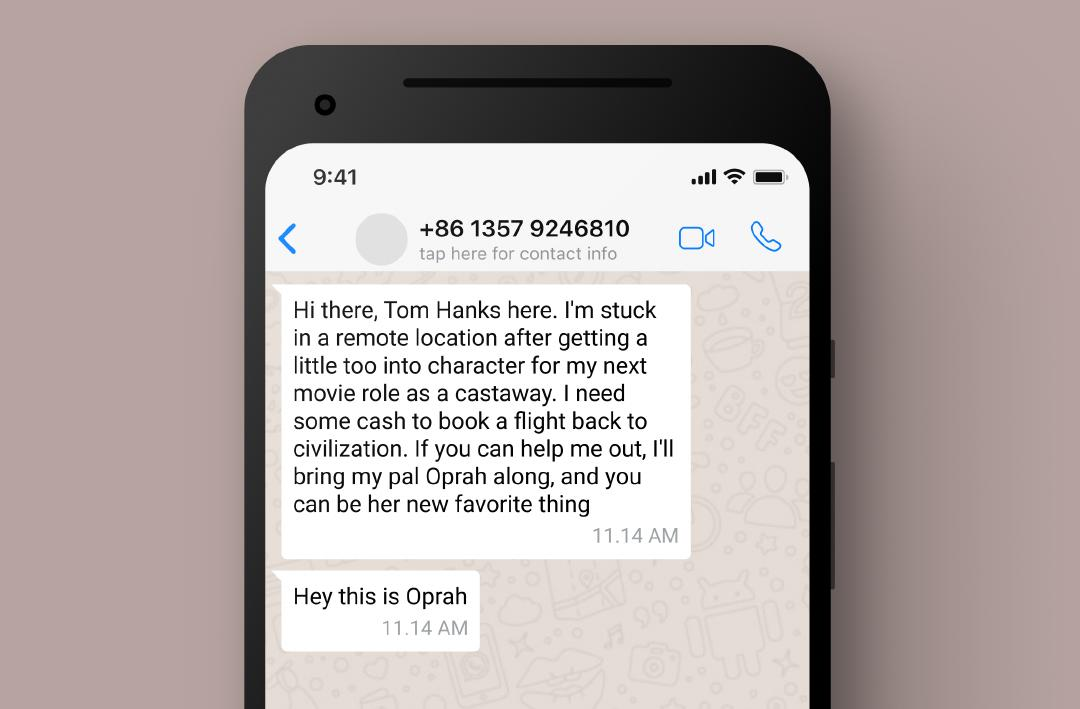 9:41
+86 1357 9246810
tap here for contact info
Hi there, Tom Hanks here. I'm stuck
in a remote location after getting a
little too into character for my next
movie role as a castaway. I need
some cash to book a flight back to
civilization. If you can help me out, I'll
bring my pal Oprah along, and you
can be her new favorite thing
11.14 AM
BFF
Hey this is Oprah
11.14 AM